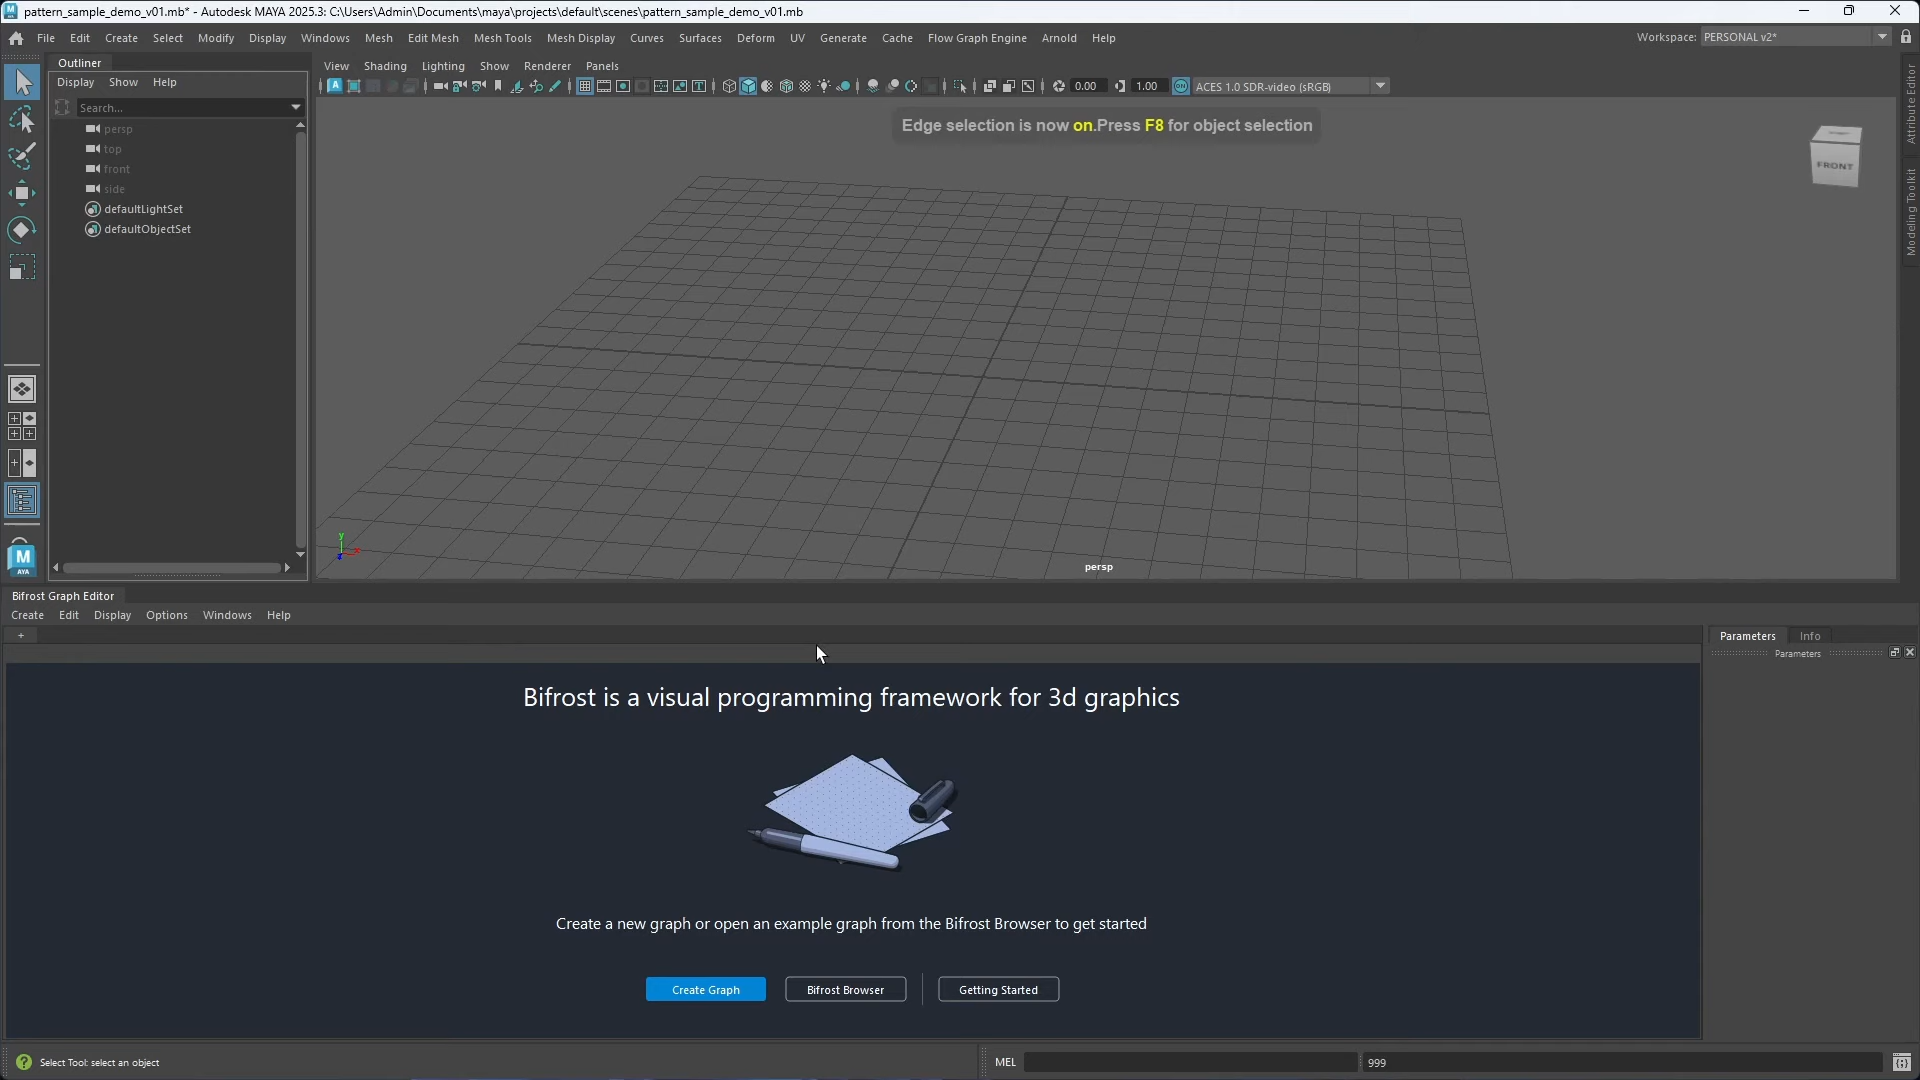 pattern_sample_demo_v01.mb* - Autodesk MAYA 2025.3: C:\Users\Admin\Documents\maya\projects\default\scenes\pattern_sample_demo_v01.mb
File Edit Create Select Modify Display Windows Mesh Edit Mesh Mesh Tools Mesh Display Curves Surfaces Deform UV Generate Cache Flow Graph Engine Arnold Help
Workspace: PERSONAL v2*
Outliner
Display Show Help
Search...
persp
top
front
side
defaultLightSet
defaultObjectSet
View Shading Lighting Show Renderer Panels
0.00 1.00 ACES 1.0 SDR-video (sRGB)
Edge selection is now on.Press F8 for object selection
FRONT
Attribute Editor
Modeling Toolkit
y
x
z
persp
M
AYA
Bifrost Graph Editor
Create Edit Display Options Windows Help
+
Parameters Info
Parameters
Bifrost is a visual programming framework for 3d graphics
Create a new graph or open an example graph from the Bifrost Browser to get started
Create Graph Bifrost Browser Getting Started
Select Tool: select an object
MEL
999